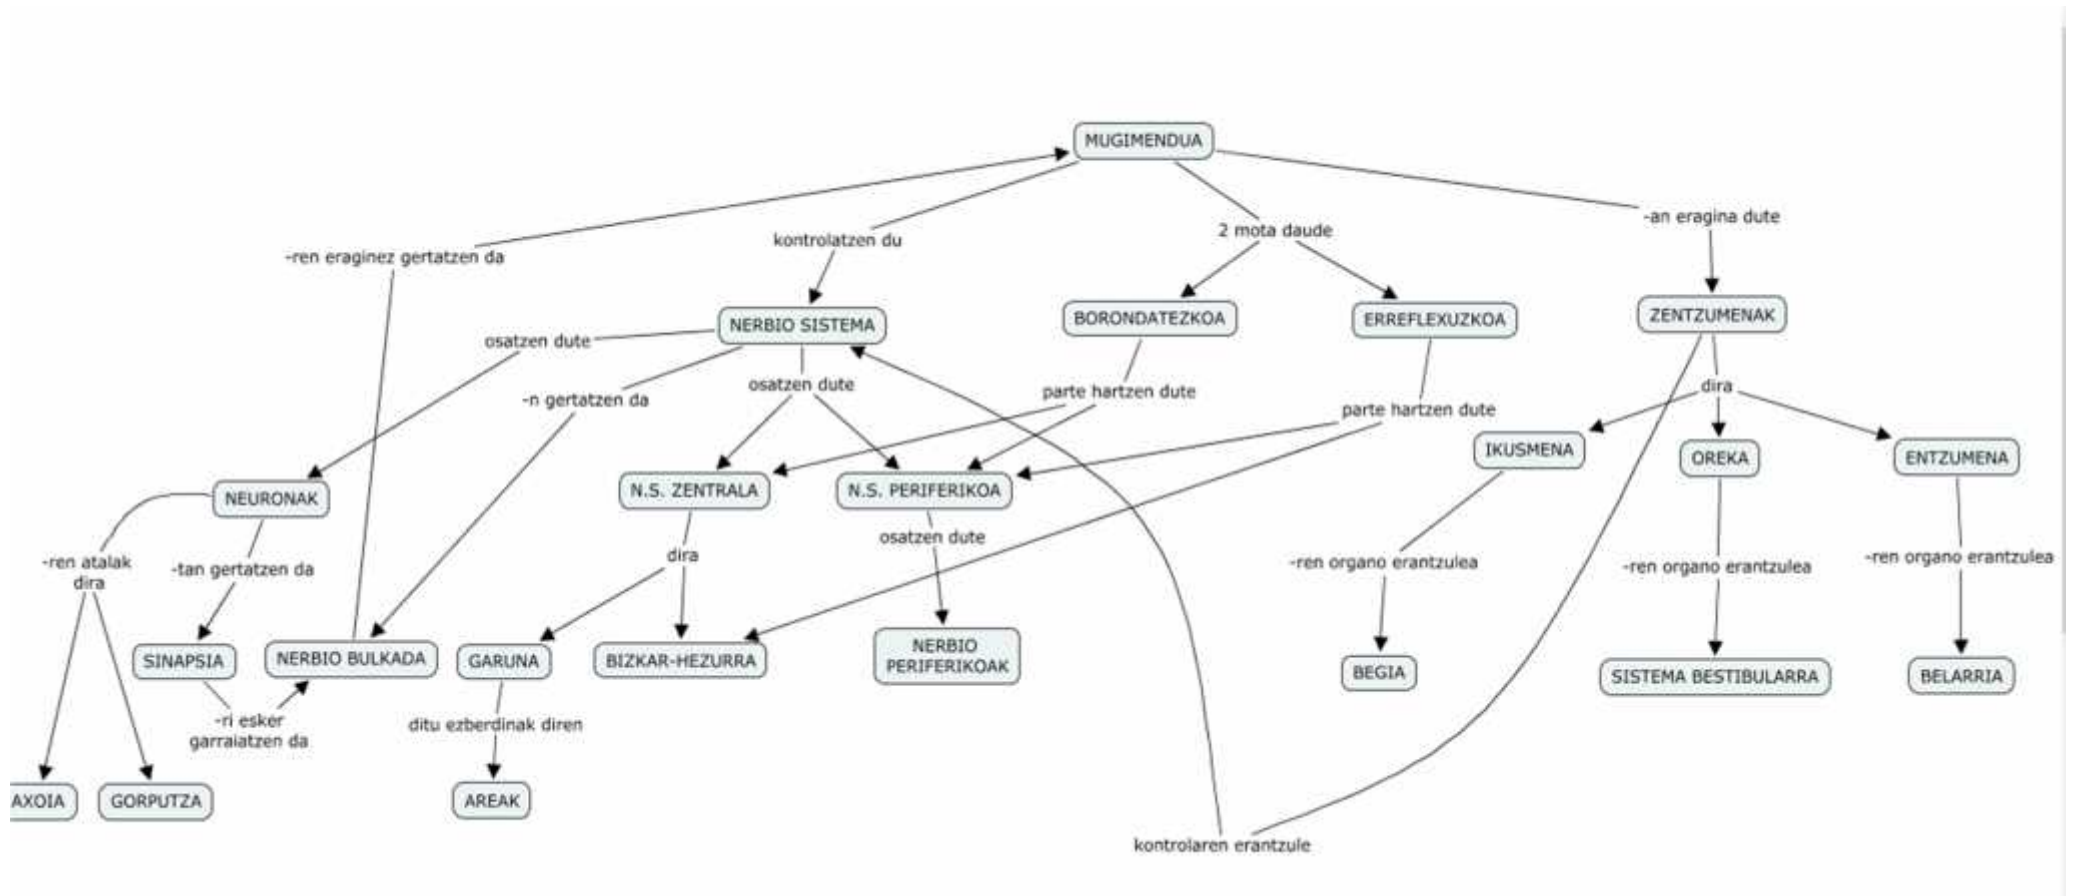 MUGIMENDUA
-an eragina dute
2 mota daude
kontrolatzen du
-ren eraginez gertatzen da
NERBIO SISTEMA
BORONDATEZKOA
ERREFLEXUZKOA
ZENTZUMENAK
osatzen dute
-n gertatzen da
osatzen dute
parte hartzen dute
parte hartzen dute
dira
NEURONAK
N.S. ZENTRALA
N.S. PERIFERIKOA
IKUSMENA
OREKA
ENTZUMENA
-ren atalak
dira
-tan gertatzen da
dira
osatzen dute
-ren organo erantzulea
-ren organo erantzulea
-ren organo erantzulea
SINAPSIA
NERBIO BULKADA
GARUNA
BIZKAR-HEZURRA
NERBIO
PERIFERIKOAK
BEGIA
SISTEMA BESTIBULARRA
BELARRIA
-ri esker
garraiatzen da
ditu ezberdinak diren
AXOIA
GORPUTZA
AREAK
kontrolaren erantzule